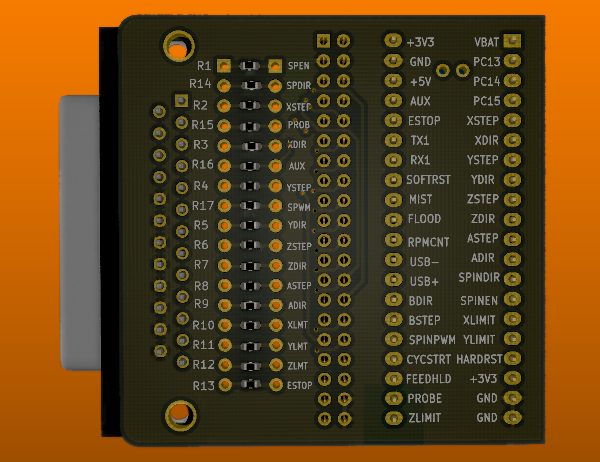 R1 SPEN
R14 SPDIR
R2 XSTEP
R15 PROB
R3 XDIR
R16 AUX
R4 YSTEP
R17 SPWM
R5 YDIR
R6 ZSTEP
R7 ZDIR
R8 ASTEP
R9 ADIR
R10 XLMT
R11 YLMT
R12 ZLMT
R13 ESTOP
+3V3 VBAT
GND PC13
+5V PC14
AUX PC15
ESTOP XSTEP
TX1 XDIR
RX1 YSTEP
SOFTRST YDIR
MIST ZSTEP
FLOOD ZDIR
RPMCNT ASTEP
USB- ADIR
USB+ SPINDIR
BDIR SPINEN
BSTEP XLIMIT
SPINPWM YLIMIT
CYCSTRT HARDRST
FEEDHLD +3V3
PROBE GND
ZLIMIT GND